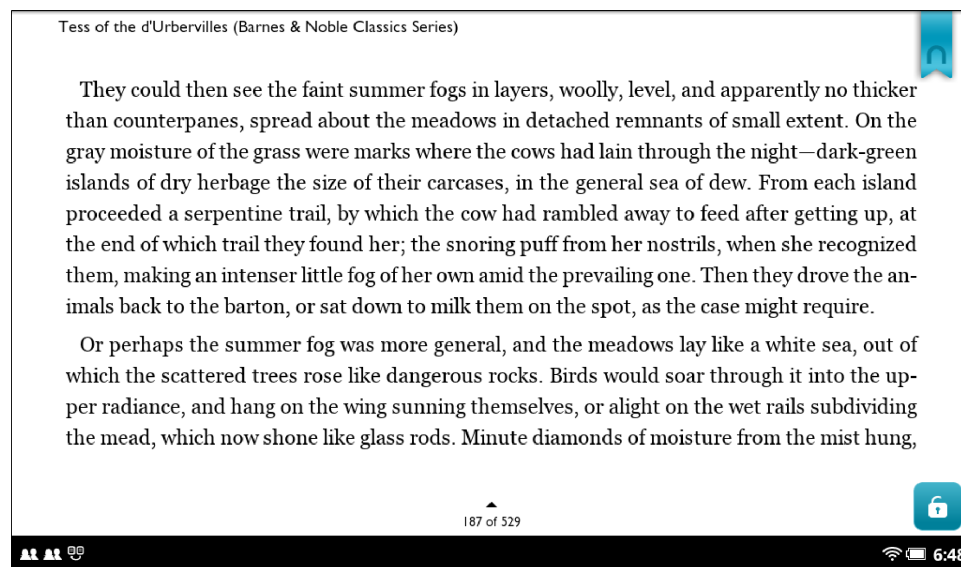 Tess of the d'Urbervilles (Barnes & Noble Classics Series)
They could then see the faint summer fogs in layers, woolly, level, and apparently no thicker
than counterpanes, spread about the meadows in detached remnants of small extent. On the
gray moisture of the grass were marks where the cows had lain through the night—dark-green
islands of dry herbage the size of their carcases, in the general sea of dew. From each island
proceeded a serpentine trail, by which the cow had rambled away to feed after getting up, at
the end of which trail they found her; the snoring puff from her nostrils, when she recognized
them, making an intenser little fog of her own amid the prevailing one. Then they drove the an-
imals back to the barton, or sat down to milk them on the spot, as the case might require.
Or perhaps the summer fog was more general, and the meadows lay like a white sea, out of
which the scattered trees rose like dangerous rocks. Birds would soar through it into the up-
per radiance, and hang on the wing sunning themselves, or alight on the wet rails subdividing
the mead, which now shone like glass rods. Minute diamonds of moisture from the mist hung,
187 of 529
6:48